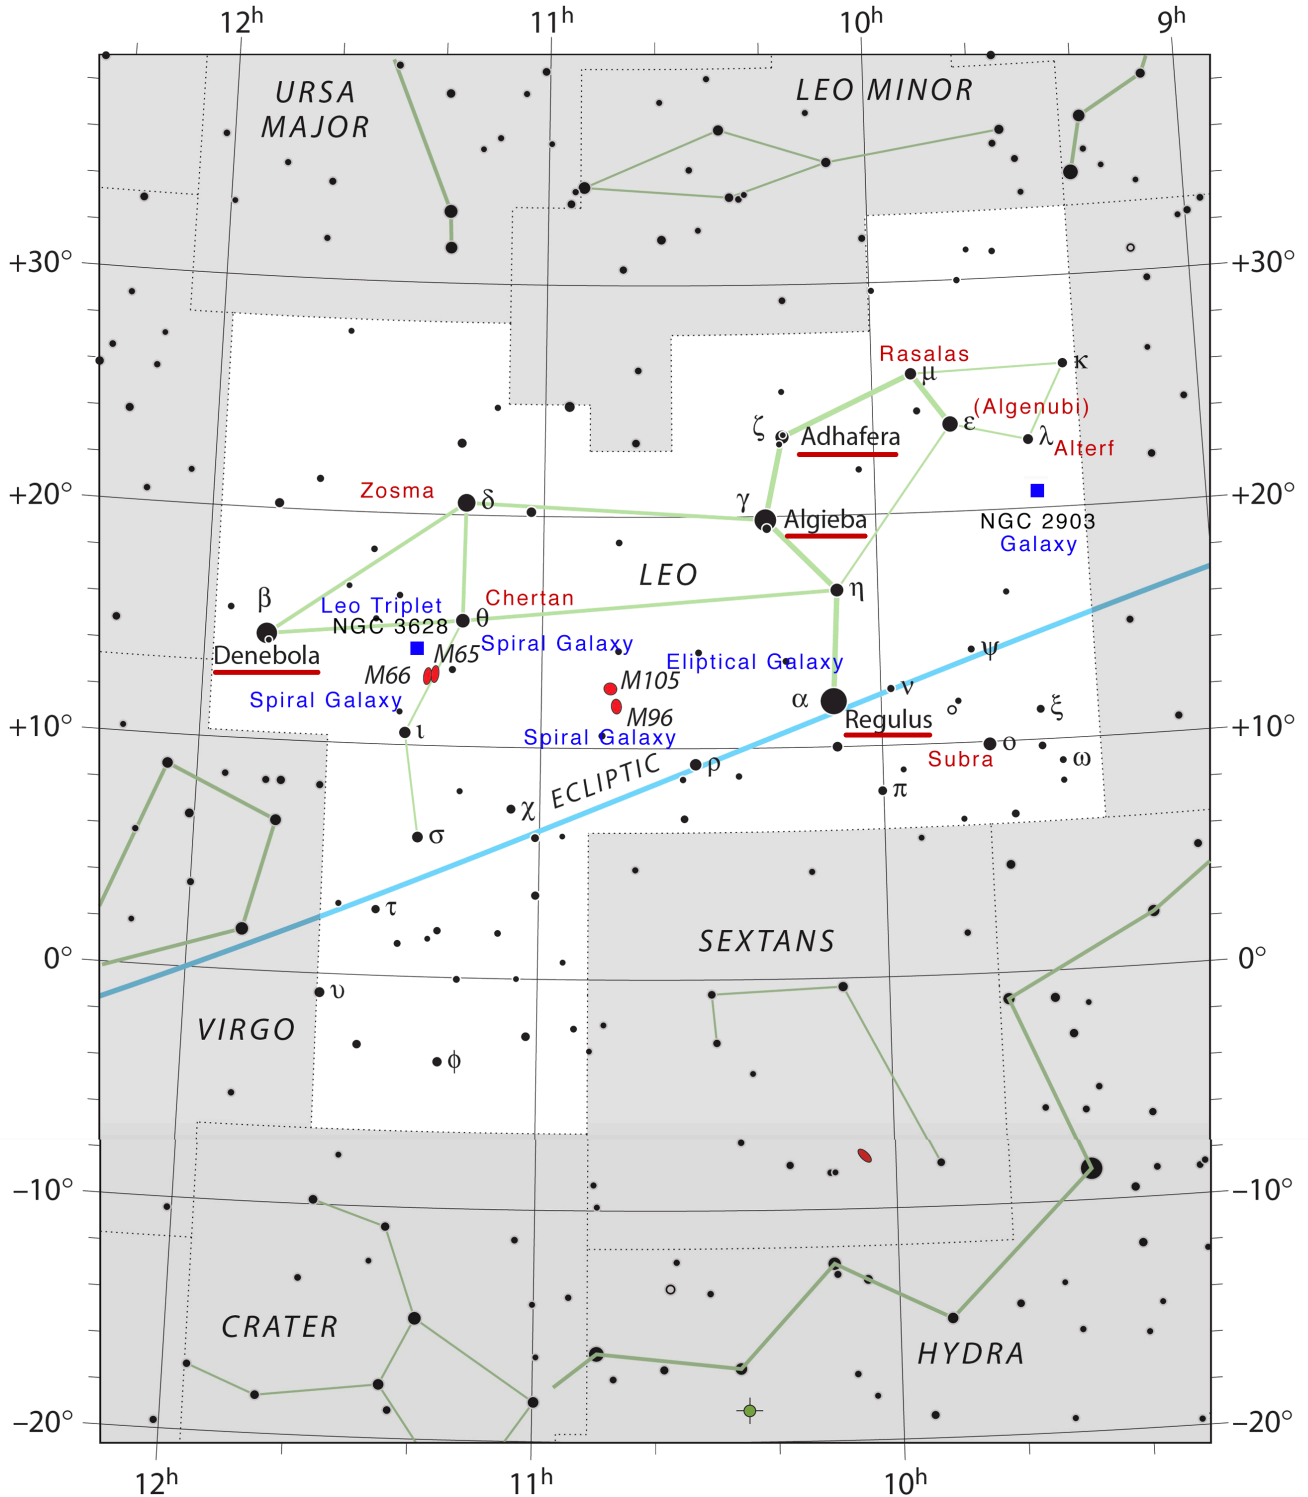 12h 11h 10h 9h
URSA
MAJOR
LEO MINOR
+30° +30°
Rasalas
μ κ
(Algenubi)
ζ Adhafera ε λ Alterf
+20° Zosma δ γ Algieba +20°
NGC 2903
Galaxy
LEO
β Leo Triplet Chertan η
NGC 3628 θ
Denebola M65 Spiral Galaxy ψ
M66 M105 Eliptical Galaxy
Spiral Galaxy α ν
M96 Regulus ♂ ξ
+10° ι Spiral Galaxy +10°
ECLIPTIC ρ Subra ο ω
π
χ
σ
τ
SEXTANS
0° 0°
υ
VIRGO
φ
−10° −10°
CRATER
HYDRA
−20° −20°
12h 11h 10h